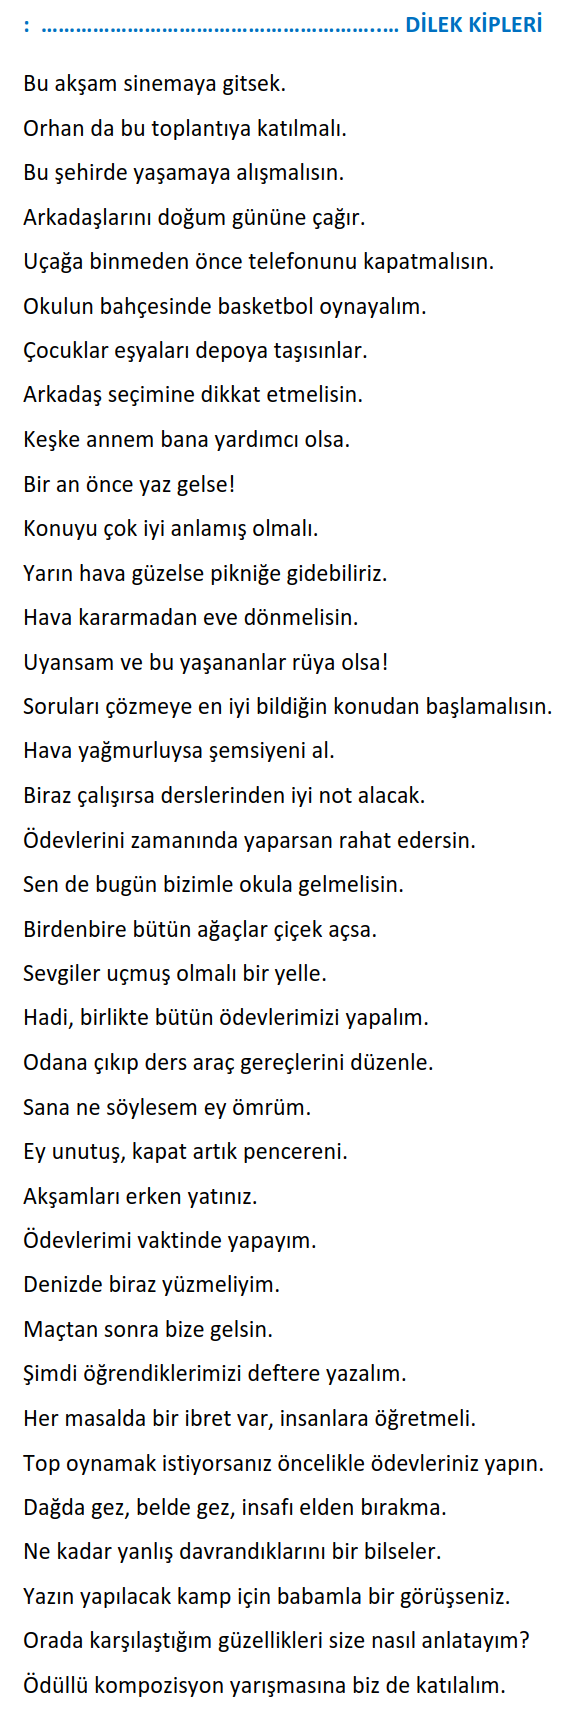 : ………………………………………………..… DİLEK KİPLERİ
Bu akşam sinemaya gitsek.
Orhan da bu toplantıya katılmalı.
Bu şehirde yaşamaya alışmalısın.
Arkadaşlarını doğum gününe çağır.
Uçağa binmeden önce telefonunu kapatmalısın.
Okulun bahçesinde basketbol oynayalım.
Çocuklar eşyaları depoya taşısınlar.
Arkadaş seçimine dikkat etmelisin.
Keşke annem bana yardımcı olsa.
Bir an önce yaz gelse!
Konuyu çok iyi anlamış olmalı.
Yarın hava güzelse pikniğe gidebiliriz.
Hava kararmadan eve dönmelisin.
Uyansam ve bu yaşananlar rüya olsa!
Soruları çözmeye en iyi bildiğin konudan başlamalısın.
Hava yağmurluysa şemsiyeni al.
Biraz çalışırsa derslerinden iyi not alacak.
Ödevlerini zamanında yaparsan rahat edersin.
Sen de bugün bizimle okula gelmelisin.
Birdenbire bütün ağaçlar çiçek açsa.
Sevgiler uçmuş olmalı bir yelle.
Hadi, birlikte bütün ödevlerimizi yapalım.
Odana çıkıp ders araç gereçlerini düzenle.
Sana ne söylesem ey ömrüm.
Ey unutuş, kapat artık pencereni.
Akşamları erken yatınız.
Ödevlerimi vaktinde yapayım.
Denizde biraz yüzmeliyim.
Maçtan sonra bize gelsin.
Şimdi öğrendiklerimizi deftere yazalım.
Her masalda bir ibret var, insanlara öğretmeli.
Top oynamak istiyorsanız öncelikle ödevleriniz yapın.
Dağda gez, belde gez, insafı elden bırakma.
Ne kadar yanlış davrandıklarını bir bilseler.
Yazın yapılacak kamp için babamla bir görüşseniz.
Orada karşılaştığım güzellikleri size nasıl anlatayım?
Ödüllü kompozisyon yarışmasına biz de katılalım.